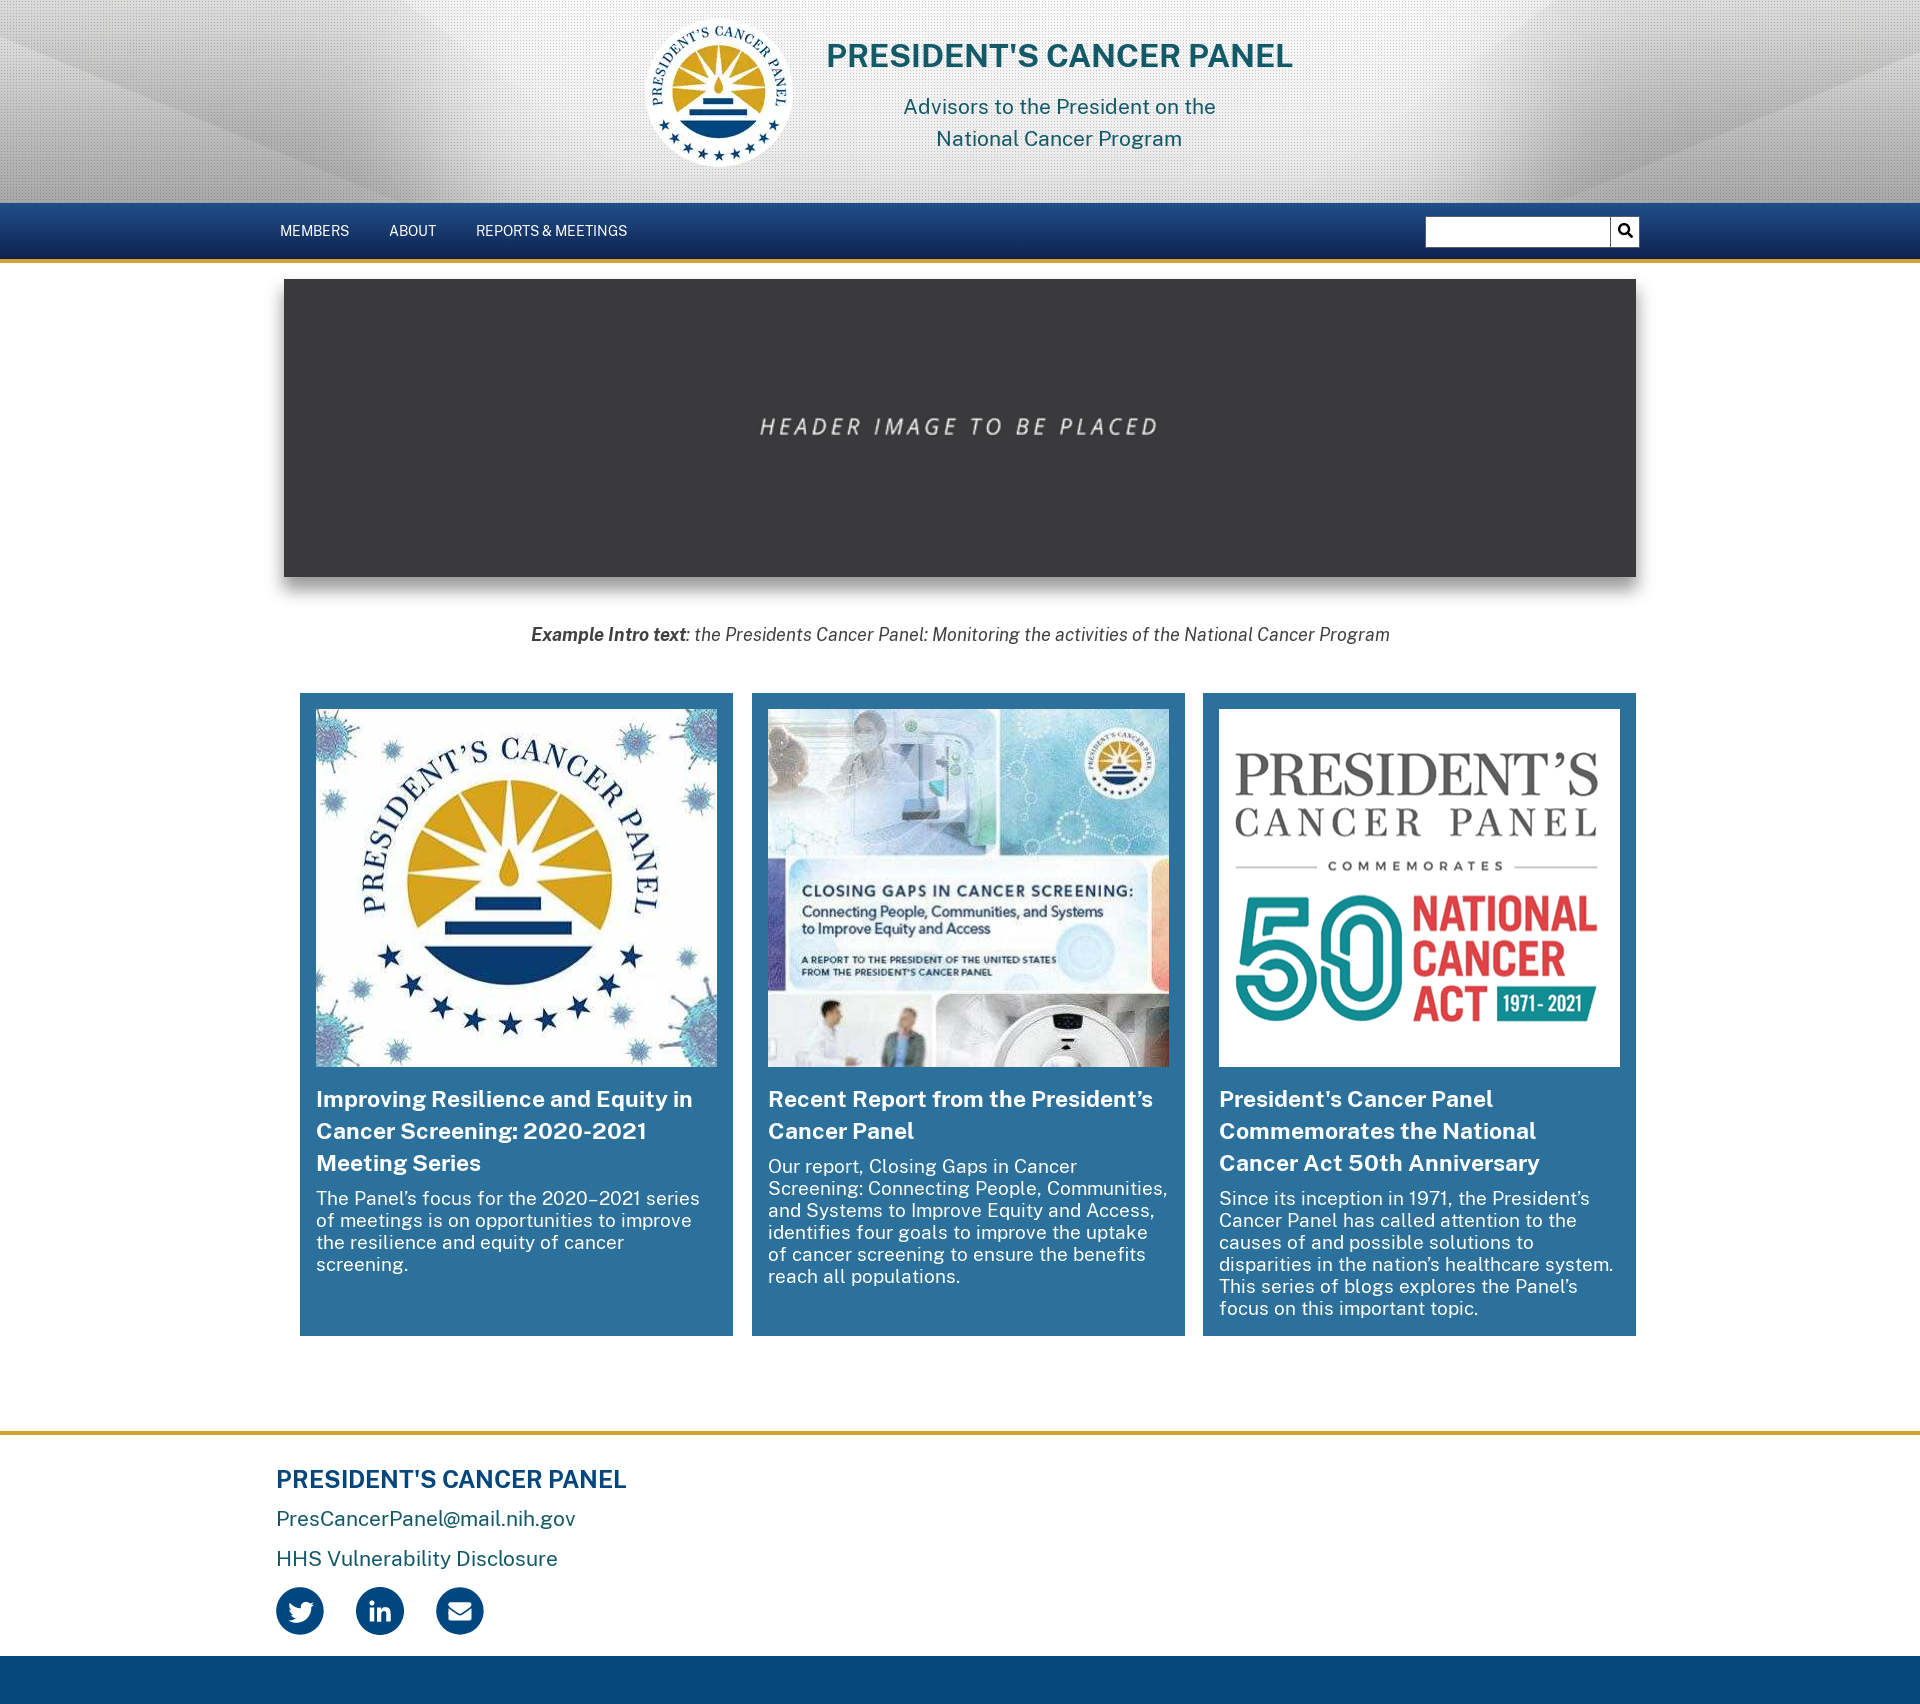 PRESIDENT'S CANCER PANEL
PRESIDENT'S CANCER PANEL
Advisors to the President on the
National Cancer Program
MEMBERS
ABOUT
REPORTS & MEETINGS
HEADER IMAGE TO BE PLACED
Example Intro text: the Presidents Cancer Panel: Monitoring the activities of the National Cancer Program
PRESIDENT'S CANCER PANEL
Improving Resilience and Equity in
Cancer Screening: 2020-2021
Meeting Series
The Panel’s focus for the 2020–2021 series
of meetings is on opportunities to improve
the resilience and equity of cancer
screening.
PRESIDENT'S CANCER PANEL
CLOSING GAPS IN CANCER SCREENING:
Connecting People, Communities, and Systems
to Improve Equity and Access
A REPORT TO THE PRESIDENT OF THE UNITED STATES
FROM THE PRESIDENT'S CANCER PANEL
Recent Report from the President’s
Cancer Panel
Our report, Closing Gaps in Cancer
Screening: Connecting People, Communities,
and Systems to Improve Equity and Access,
identifies four goals to improve the uptake
of cancer screening to ensure the benefits
reach all populations.
PRESIDENT’S
CANCER PANEL
COMMEMORATES
50 NATIONAL
CANCER
ACT 1971- 2021
President's Cancer Panel
Commemorates the National
Cancer Act 50th Anniversary
Since its inception in 1971, the President’s
Cancer Panel has called attention to the
causes of and possible solutions to
disparities in the nation’s healthcare system.
This series of blogs explores the Panel’s
focus on this important topic.
PRESIDENT'S CANCER PANEL
PresCancerPanel@mail.nih.gov
HHS Vulnerability Disclosure
in